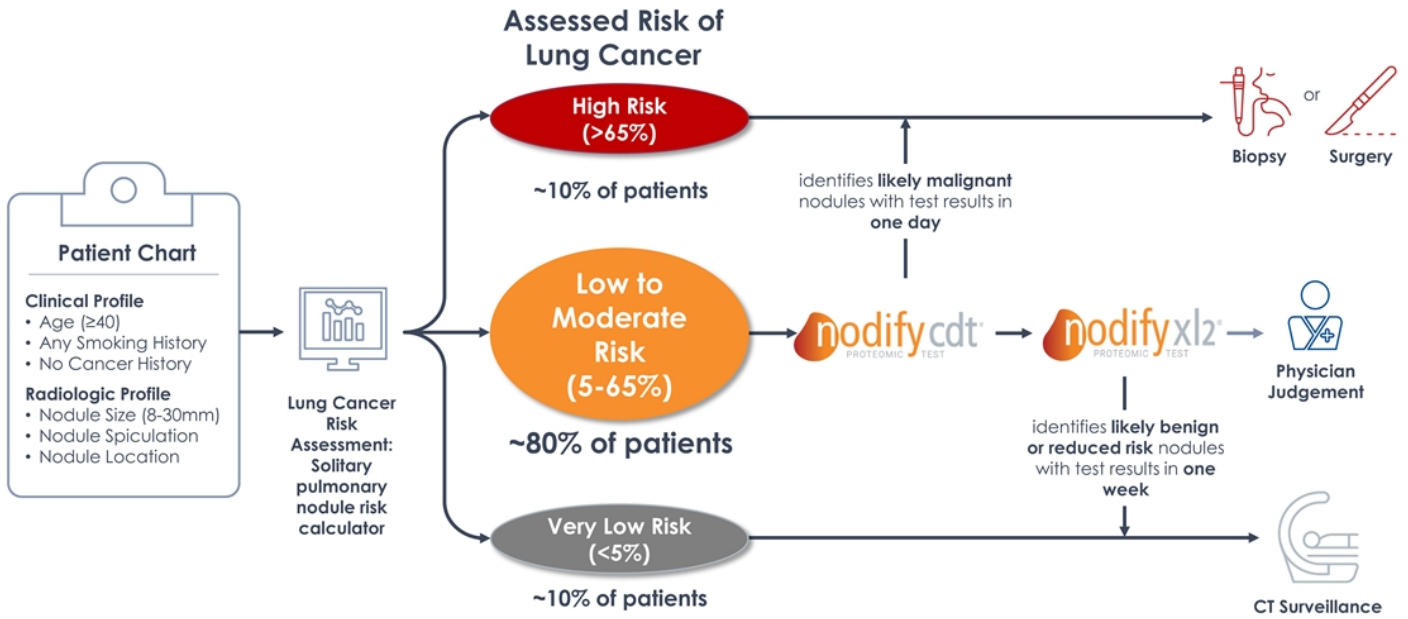 Assessed Risk of
Lung Cancer
Patient Chart
Clinical Profile
• Age (≥40)
• Any Smoking History
• No Cancer History
Radiologic Profile
• Nodule Size (8-30mm)
• Nodule Spiculation
• Nodule Location
Lung Cancer
Risk
Assessment:
Solitary
pulmonary
nodule risk
calculator
High Risk
(>65%)
~10% of patients
Low to
Moderate
Risk
(5-65%)
~80% of patients
Very Low Risk
(<5%)
~10% of patients
identifies likely malignant
nodules with test results in
one day
nodify cdt®
PROTEOMIC TEST
nodify xl2®
PROTEOMIC TEST
identifies likely benign
or reduced risk nodules
with test results in one
week
or
Biopsy
Surgery
Physician
Judgement
CT Surveillance